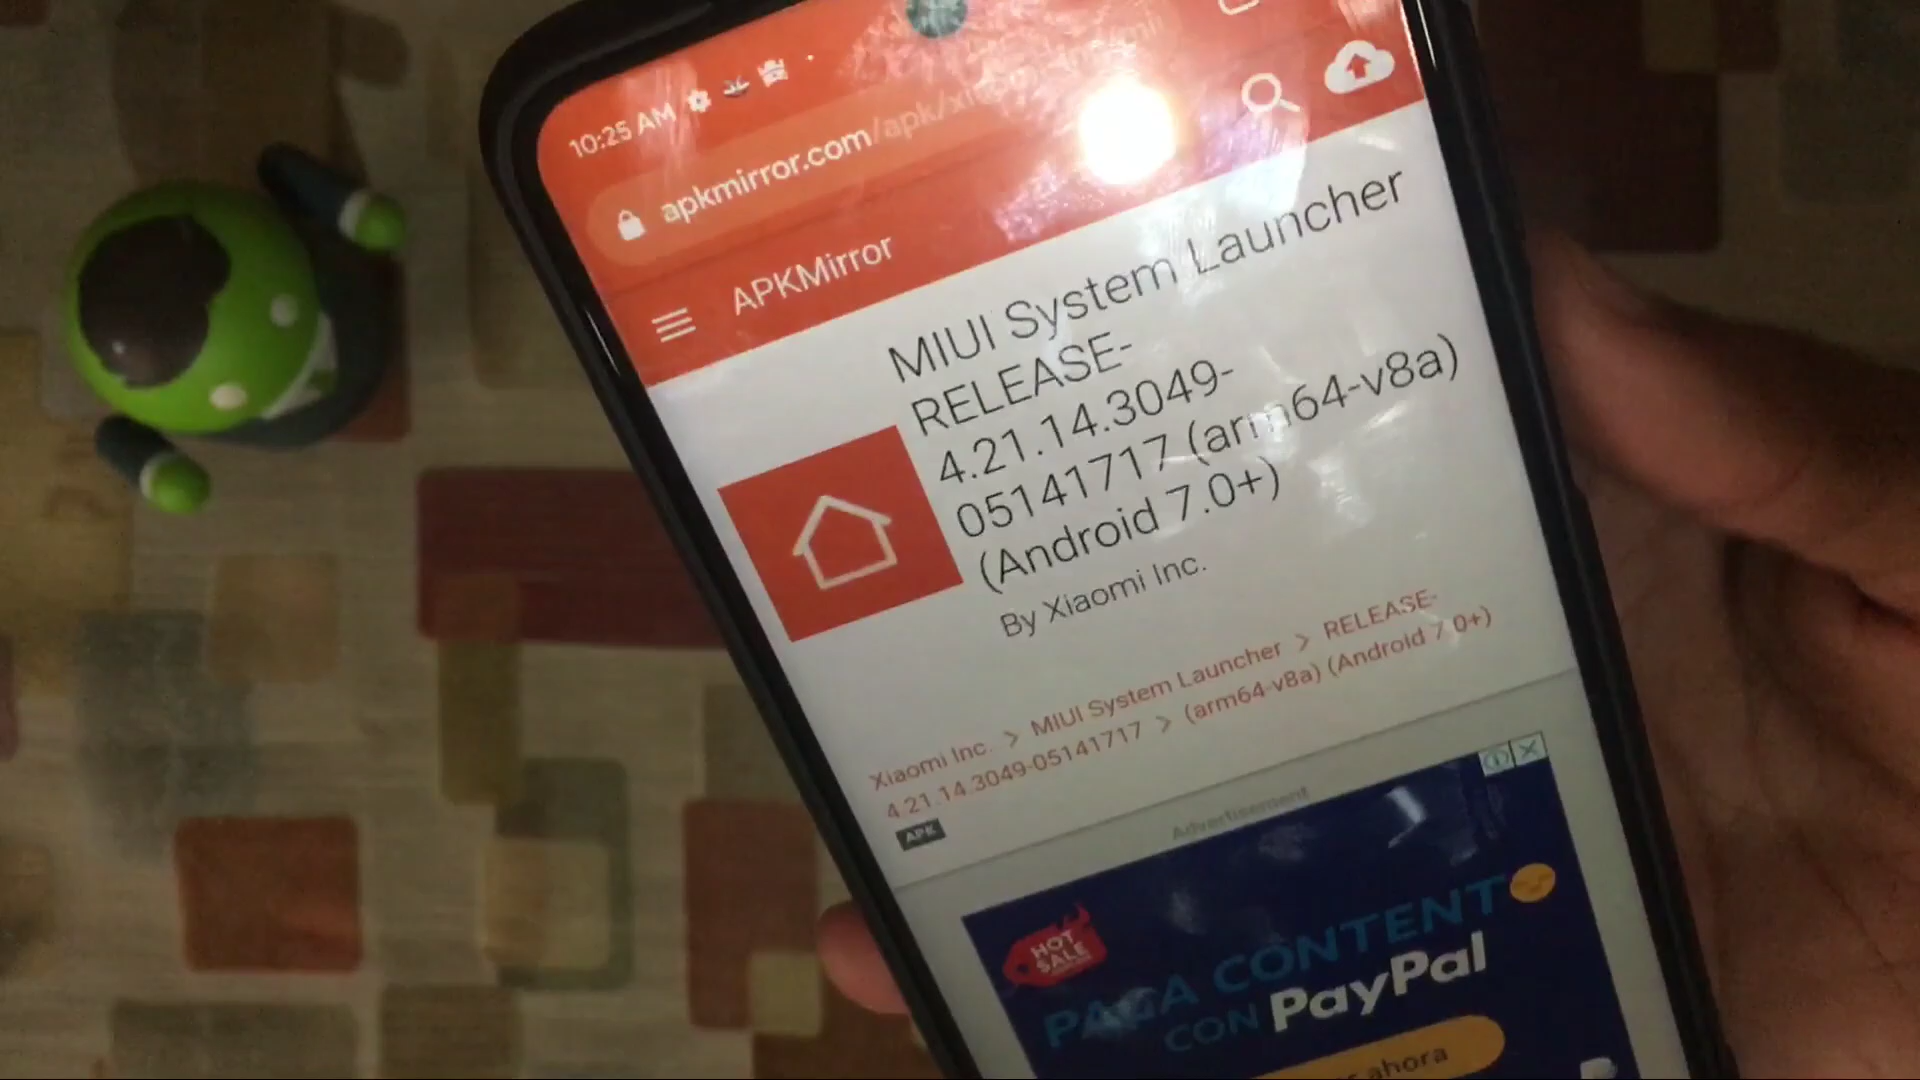 10:25 AM
apkmirror.com/apk/
APKMirror
MIUI System Launcher
RELEASE-
4.21.14.3049-
05141717 (arm64-v8a)
(Android 7.0+)
By Xiaomi Inc.
Xiaomi Inc. > MIUI System Launcher > RELEASE-
4.21.14.3049-05141717 > (arm64-v8a) (Android 7.0+)
APK
Advertisement
HOT
SALE
PAGA CONTENT
CON PayPal
ahora